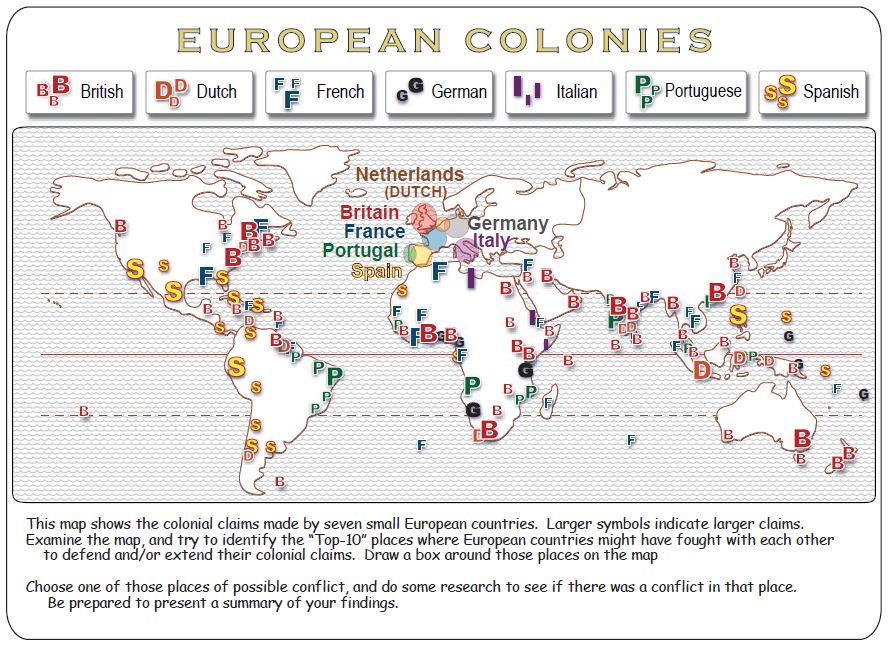 EUROPEAN COLONIES
B B B British
D D D Dutch
F F F French
G G German
I I I Italian
P P P Portuguese
S S S Spanish
Netherlands
(DUTCH)
Britain
Germany
France
Italy
Portugal
Spain
This map shows the colonial claims made by seven small European countries. Larger symbols indicate larger claims.
Examine the map, and try to identify the "Top-10" places where European countries might have fought with each other
to defend and/or extend their colonial claims. Draw a box around those places on the map
Choose one of those places of possible conflict, and do some research to see if there was a conflict in that place.
Be prepared to present a summary of your findings.